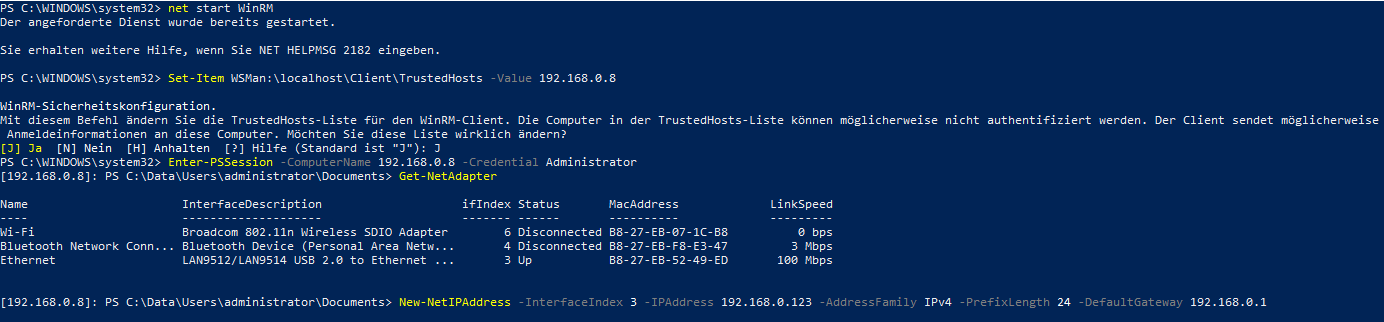 PS C:\WINDOWS\system32> net start WinRM
Der angeforderte Dienst wurde bereits gestartet.
Sie erhalten weitere Hilfe, wenn Sie NET HELPMSG 2182 eingeben.
PS C:\WINDOWS\system32> Set-Item WSMan:\localhost\Client\TrustedHosts -Value 192.168.0.8
WinRM-Sicherheitskonfiguration.
Mit diesem Befehl ändern Sie die TrustedHosts-Liste für den WinRM-Client. Die Computer in der TrustedHosts-Liste können möglicherweise nicht authentifiziert werden. Der Client sendet möglicherweise
Anmeldeinformationen an diese Computer. Möchten Sie diese Liste wirklich ändern?
[J] Ja  [N] Nein  [H] Anhalten  [?] Hilfe (Standard ist "J"): J
PS C:\WINDOWS\system32> Enter-PSSession -ComputerName 192.168.0.8 -Credential Administrator
[192.168.0.8]: PS C:\Data\Users\administrator\Documents> Get-NetAdapter
Name                      InterfaceDescription                    ifIndex Status       MacAddress             LinkSpeed
----                      --------------------                    ------- ------       ----------             ---------
Wi-Fi                     Broadcom 802.11n Wireless SDIO Adapter        6 Disconnected B8-27-EB-07-1C-B8          0 bps
Bluetooth Network Conn... Bluetooth Device (Personal Area Netw...       4 Disconnected B8-27-EB-F8-E3-47         3 Mbps
Ethernet                  LAN9512/LAN9514 USB 2.0 to Ethernet ...       3 Up           B8-27-EB-52-49-ED       100 Mbps
[192.168.0.8]: PS C:\Data\Users\administrator\Documents> New-NetIPAddress -InterfaceIndex 3 -IPAddress 192.168.0.123 -AddressFamily IPv4 -PrefixLength 24 -DefaultGateway 192.168.0.1